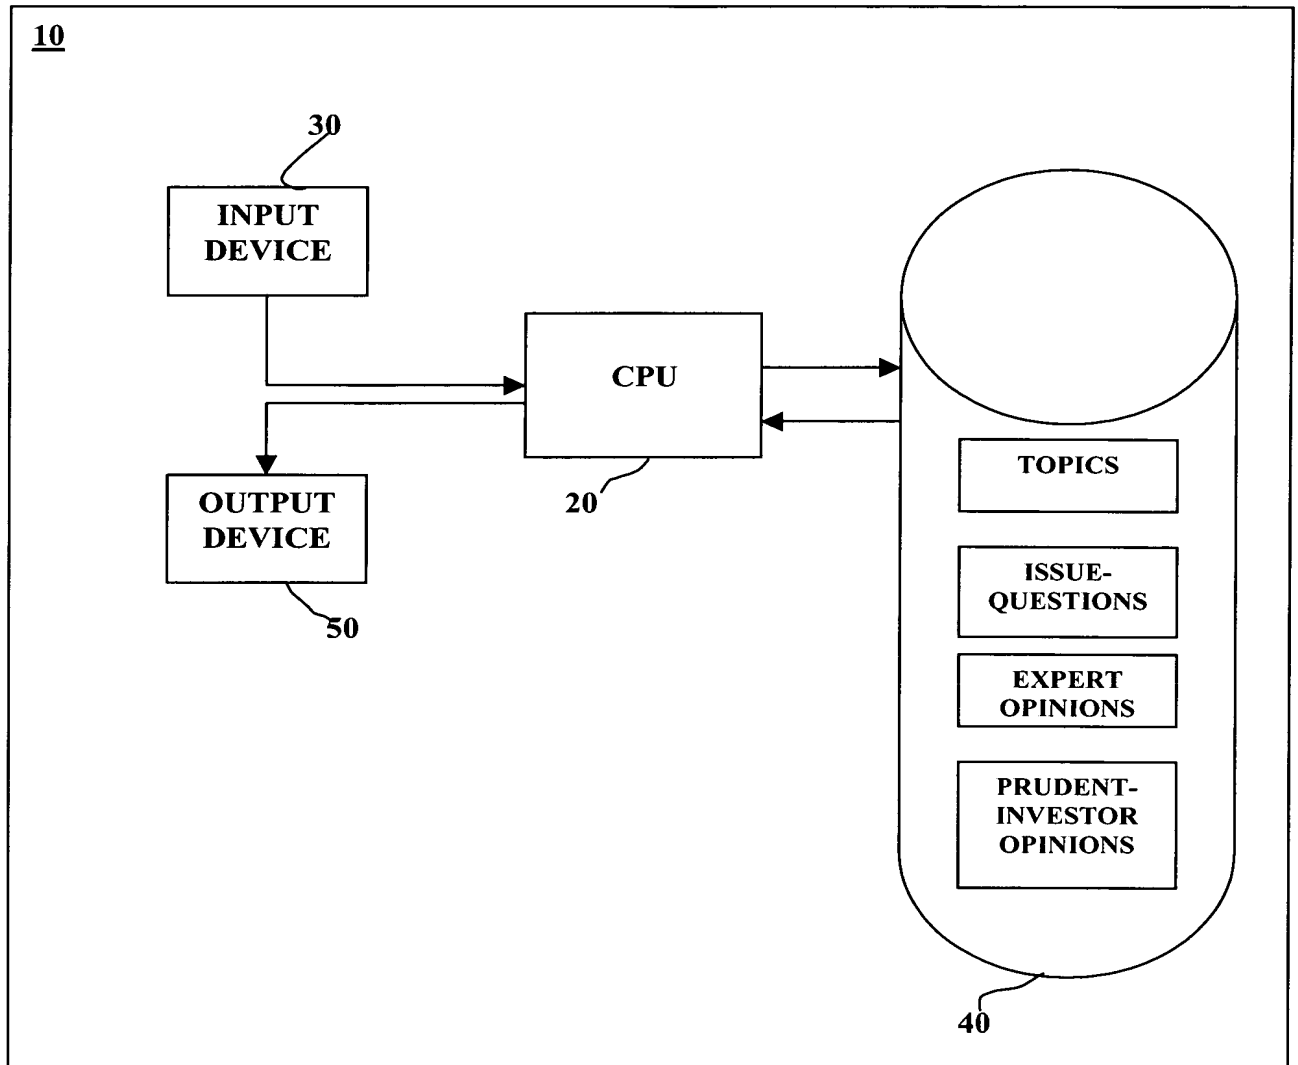 10
30
INPUT
DEVICE
CPU
20
OUTPUT
DEVICE
50
TOPICS
ISSUE-
QUESTIONS
EXPERT
OPINIONS
PRUDENT-
INVESTOR
OPINIONS
40